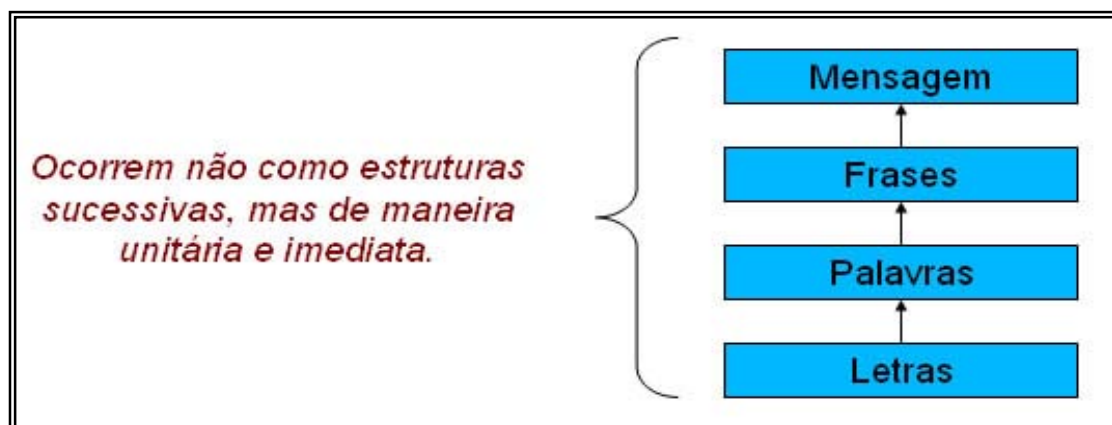 Ocorrem não como estruturas
sucessivas, mas de maneira
unitária e imediata.
Mensagem
Frases
Palavras
Letras